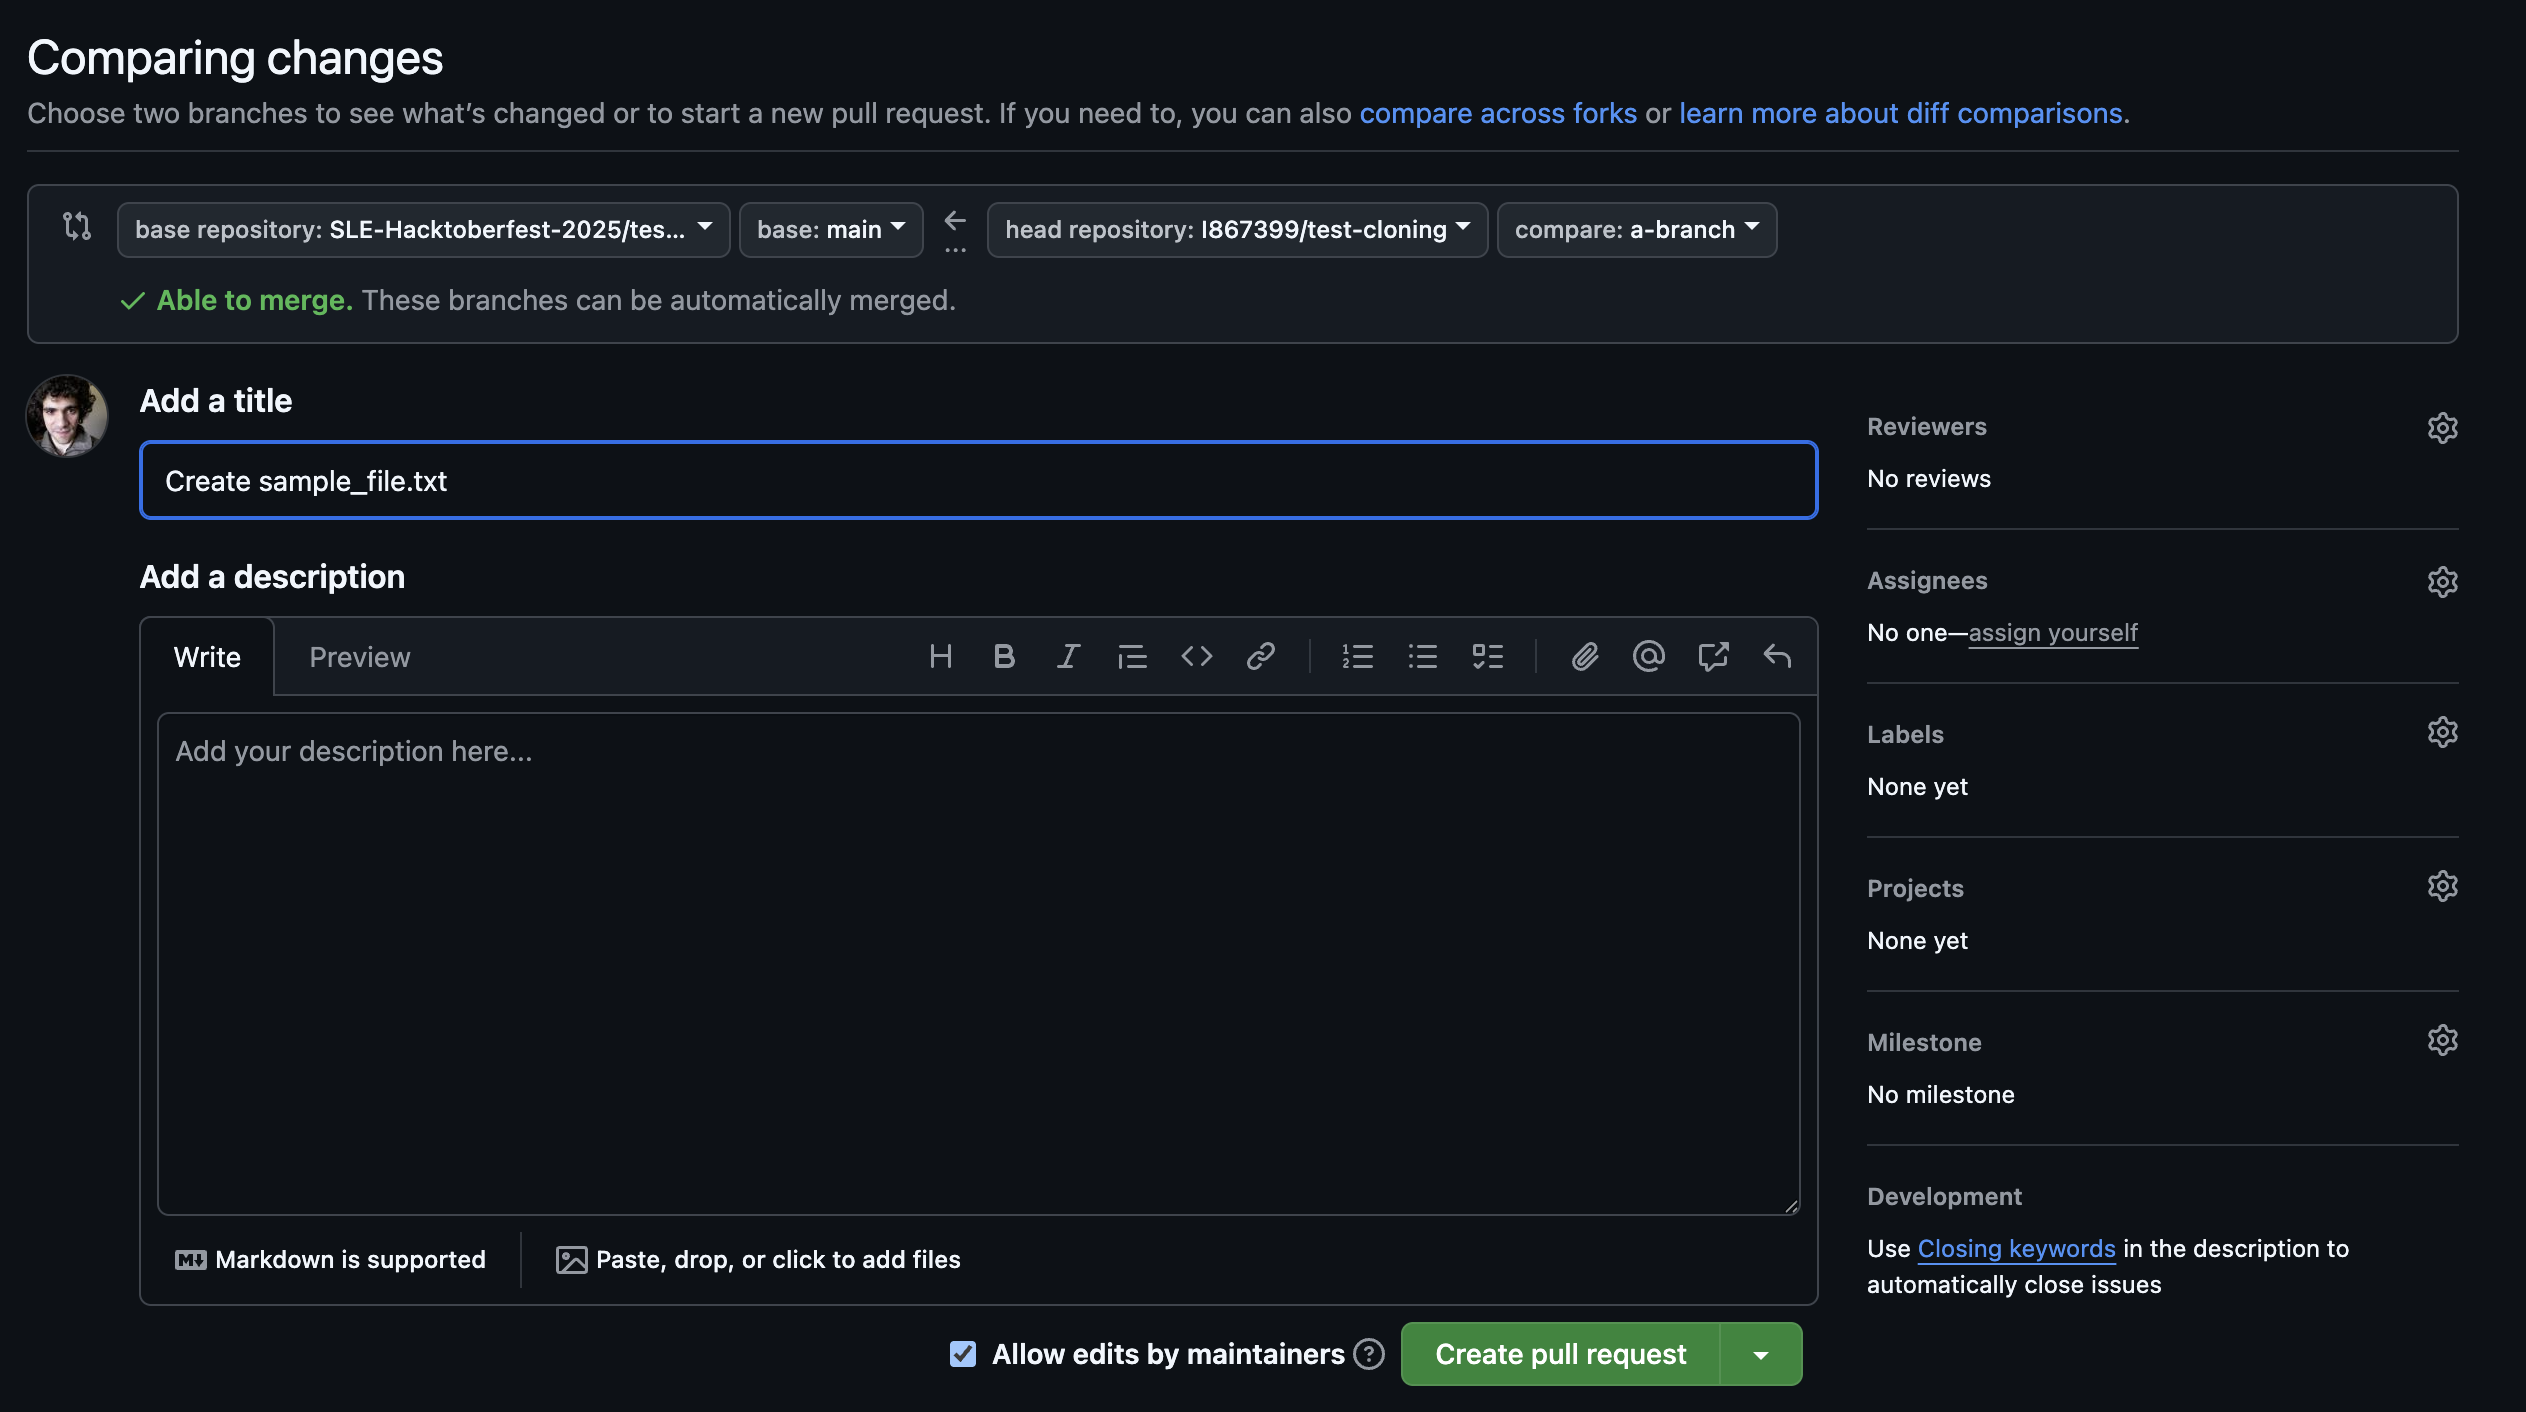 Comparing changes
Choose two branches to see what's changed or to start a new pull request. If you need to, you can also compare across forks or learn more about diff comparisons.
base repository: SLE-Hacktoberfest-2025/tes... base: main ... head repository: I867399/test-cloning compare: a-branch
Able to merge. These branches can be automatically merged.
Add a title
Create sample_file.txt
Add a description
Write Preview
Add your description here...
Markdown is supported Paste, drop, or click to add files
Allow edits by maintainers Create pull request
Reviewers
No reviews
Assignees
No one—assign yourself
Labels
None yet
Projects
None yet
Milestone
No milestone
Development
Use Closing keywords in the description to
automatically close issues